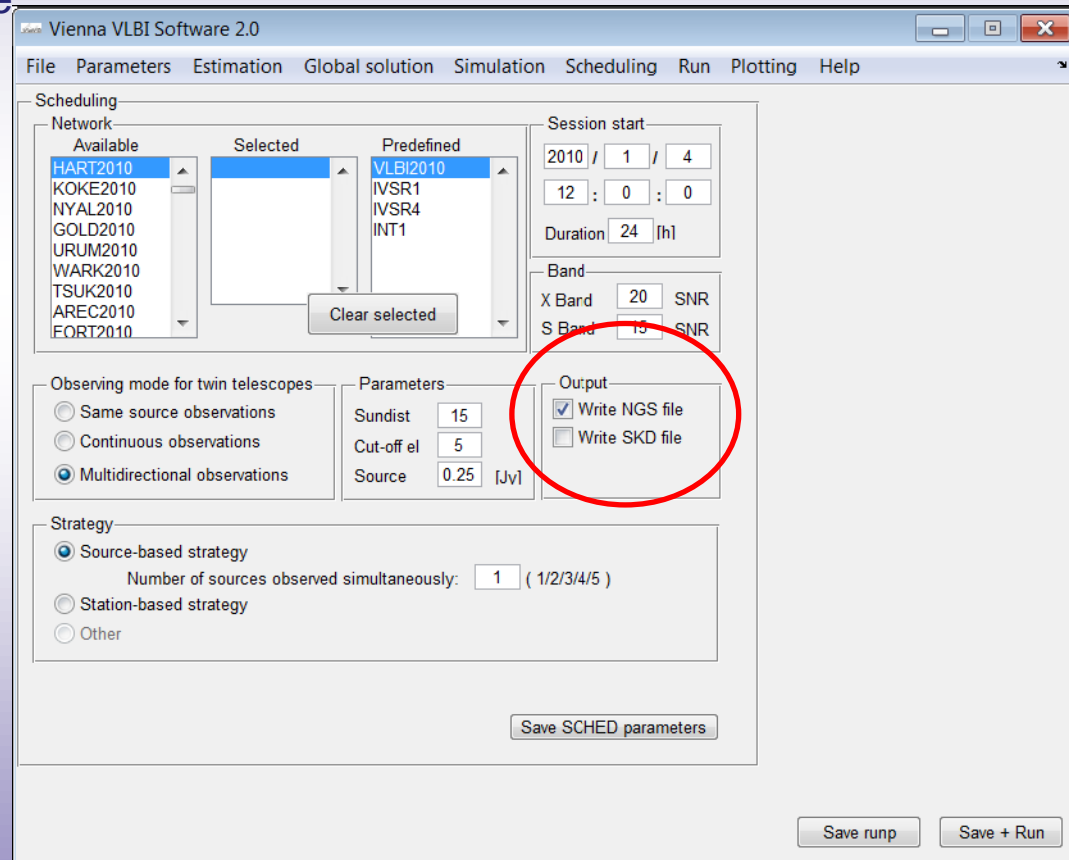 e
Vienna VLBI Software 2.0
File Parameters Estimation Global solution Simulation Scheduling Run Plotting Help
Scheduling
Network
Available Selected Predefined
HART2010
KOKE2010
NYAL2010
GOLD2010
URUM2010
WARK2010
TSUK2010
AREC2010
FORT2010
VLBI2010
IVSR1
IVSR4
INT1
Clear selected
Session start
2010 / 1 / 4
12 : 0 : 0
Duration 24 [h]
Band
X Band 20 SNR
S Band 15 SNR
Observing mode for twin telescopes
Same source observations
Continuous observations
Multidirectional observations
Parameters
Sundist 15
Cut-off el 5
Source 0.25 [Jy]
Output
Write NGS file
Write SKD file
Strategy
Source-based strategy
Number of sources observed simultaneously: 1 ( 1/2/3/4/5 )
Station-based strategy
Other
Save SCHED parameters
Save runp Save + Run